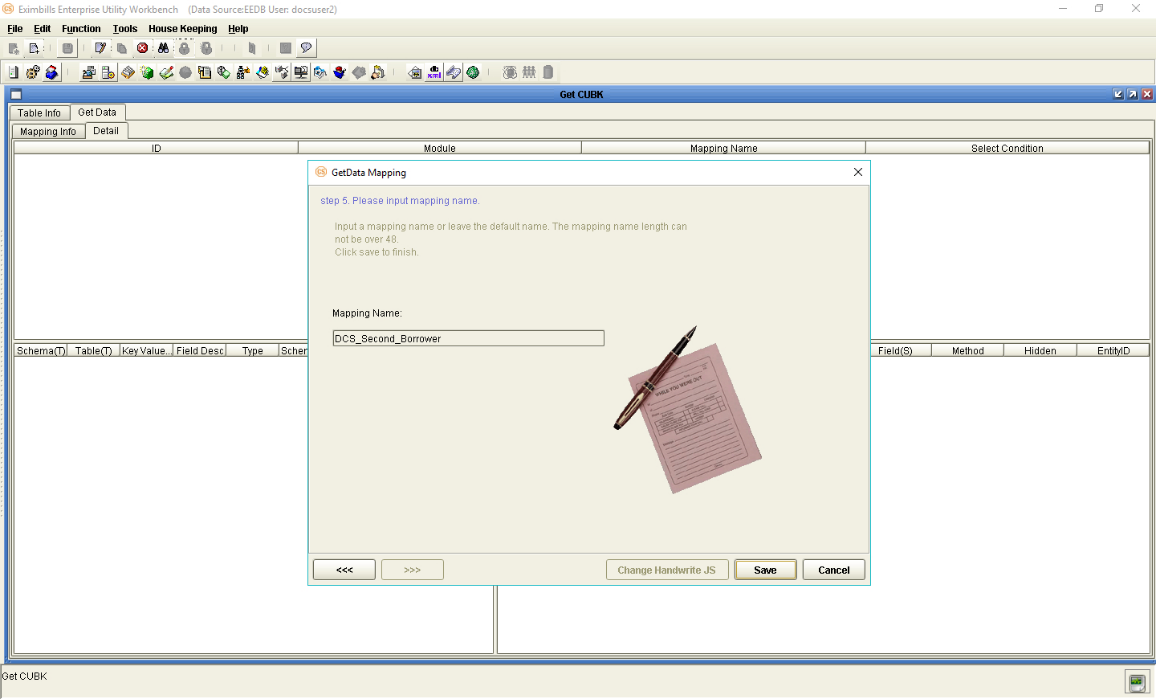 Eximbills Enterprise Utility Workbench (Data Source:EEDB User: docsuser2)
File Edit Function Tools House Keeping Help
Get CUBK
Table Info Get Data
Mapping Info Detail
ID Module Mapping Name Select Condition
GetData Mapping
step 5. Please input mapping name.
Input a mapping name or leave the default name. The mapping name length can
not be over 48.
Click save to finish.
Mapping Name:
DCS_Second_Borrower
WHILE YOU WERE OUT
Schema(T) Table(T) Key Value... Field Desc Type Scher Field(S) Method Hidden EntityID
<<< >>> Change Handwrite JS Save Cancel
Get CUBK